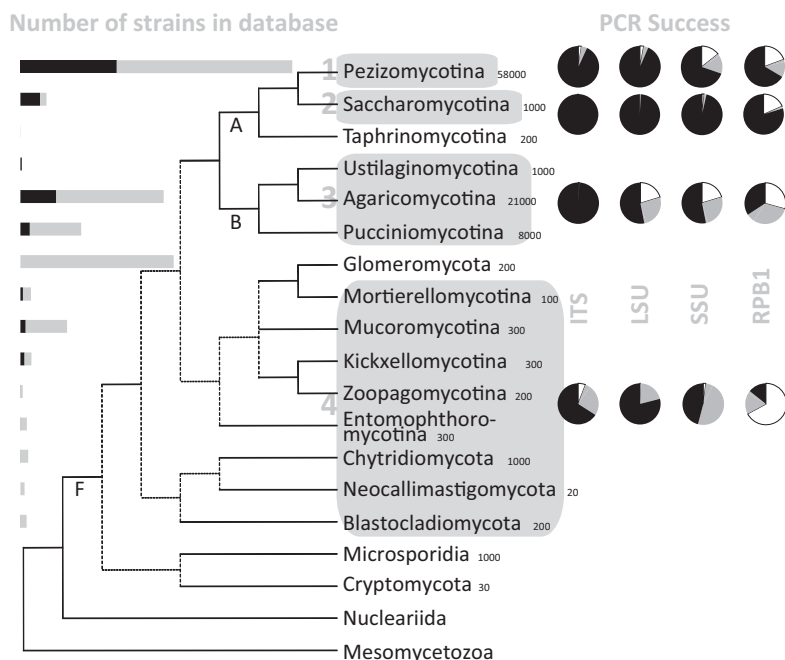 Number of strains in database
PCR Success
1 Pezizomycotina 58000
2 Saccharomycotina 1000
A
Taphrinomycotina 200
Ustilaginomycotina 1000
3 Agaricomycotina 21000
B
Pucciniomycotina 8000
Glomeromycota 200
Mortierellomycotina 100
ITS
LSU
SSU
RPB1
Mucoromycotina 300
Kickxellomycotina 300
Zoopagomycotina 200
4
Entomophthoro-
mycotina 300
Chytridiomycota 1000
F
Neocallimastigomycota 20
Blastocladiomycota 200
Microsporidia 1000
Cryptomycota 30
Nucleariida
Mesomycetozoa